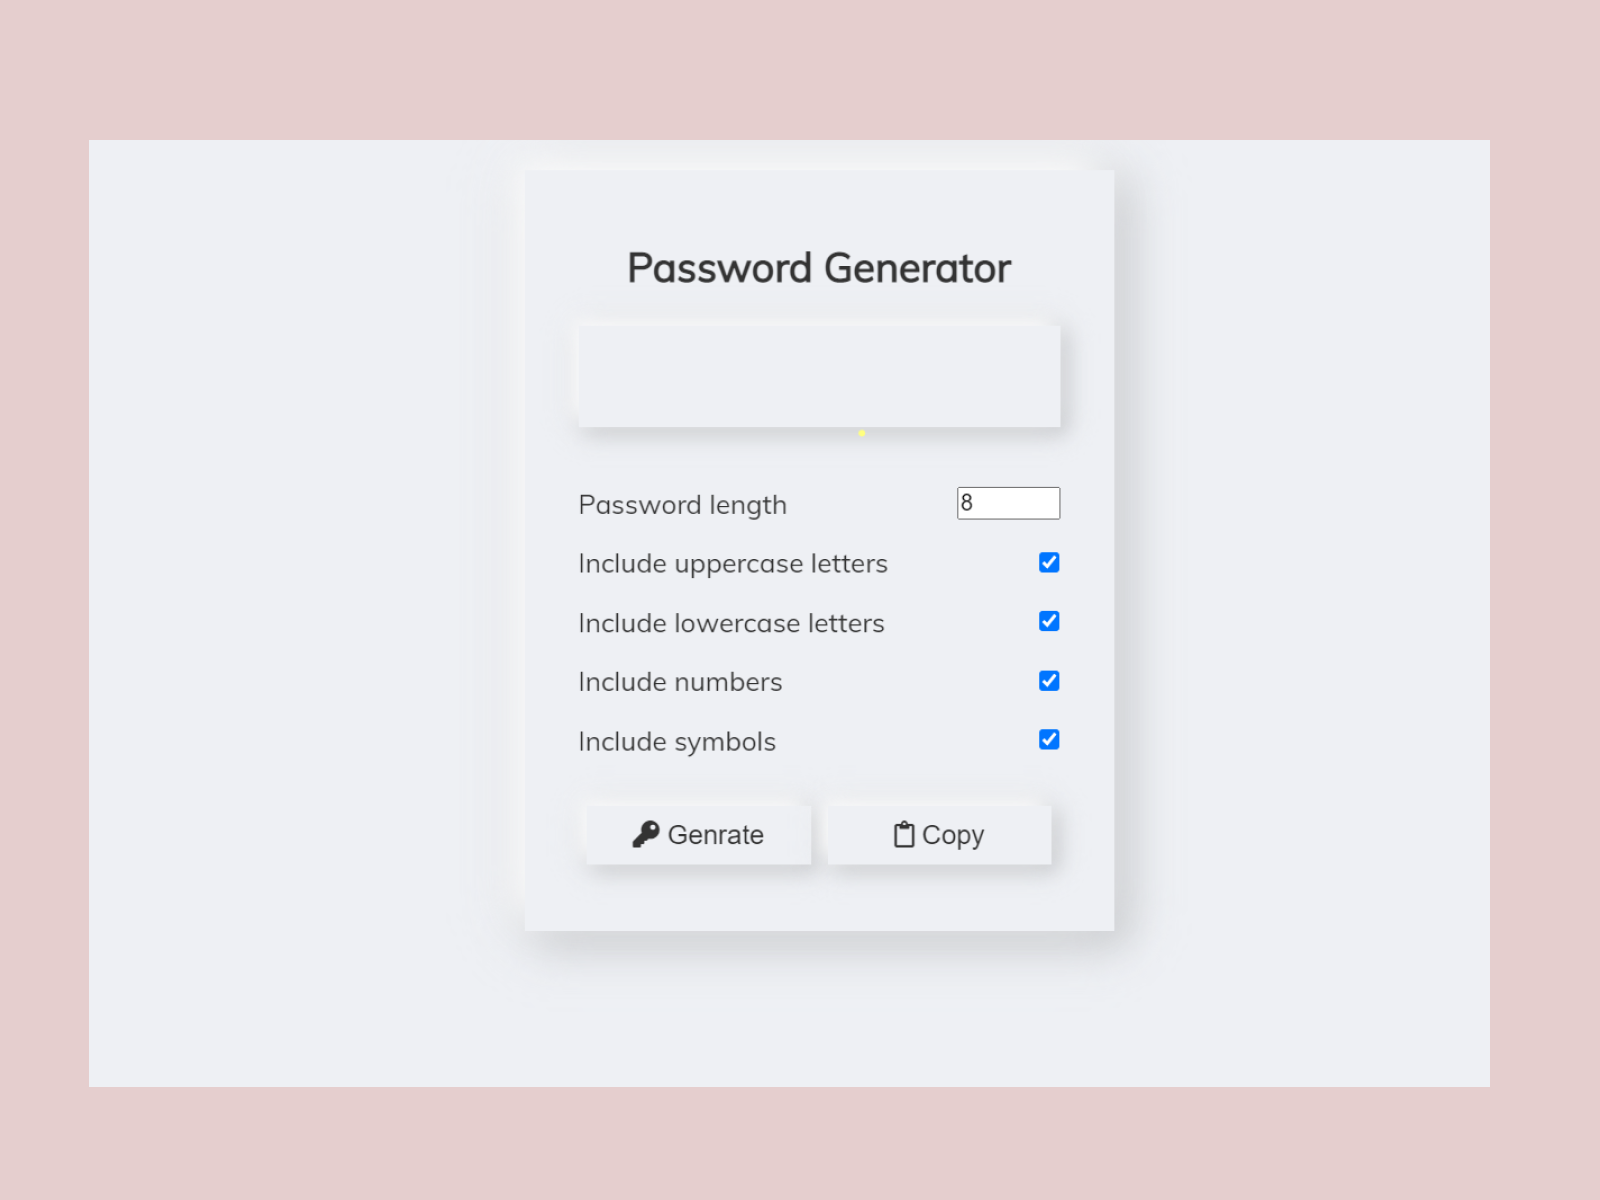 Password Generator
Password length 8
Include uppercase letters
Include lowercase letters
Include numbers
Include symbols
Genrate Copy